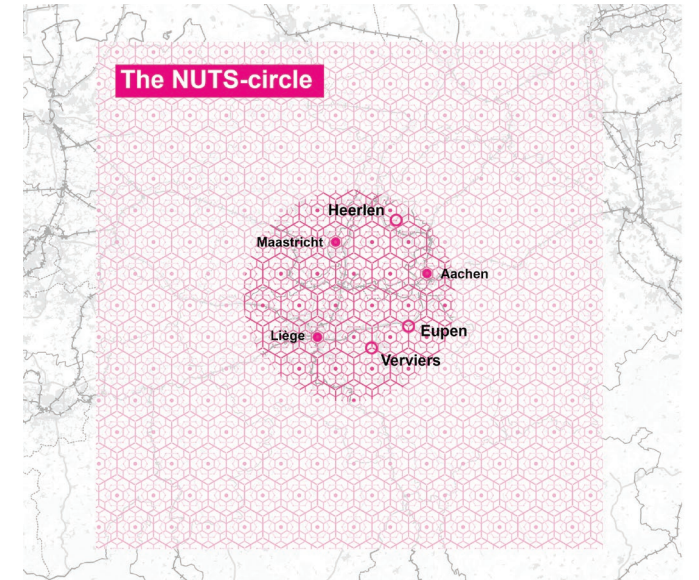 The NUTS-circle
Heerlen
Maastricht
Aachen
Eupen
Liège
Verviers